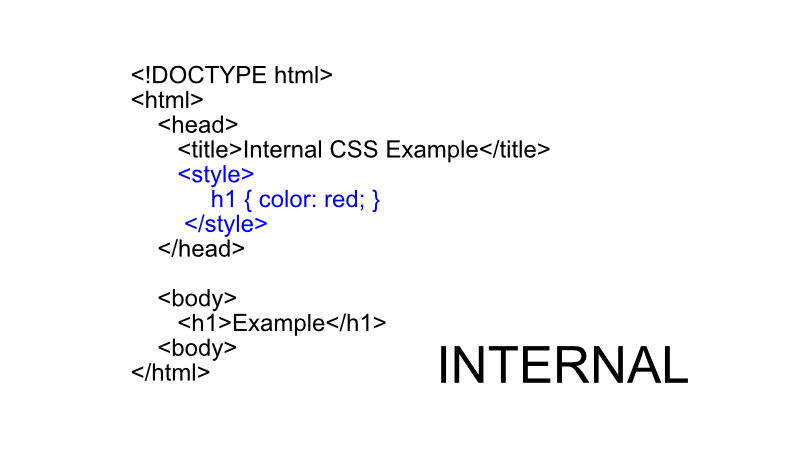 <!DOCTYPE html>
<html>
<head>
<title>Internal CSS Example</title>
<style>
h1 { color: red; }
</style>
</head>
<body>
<h1>Example</h1>
<body>
</html>
INTERNAL